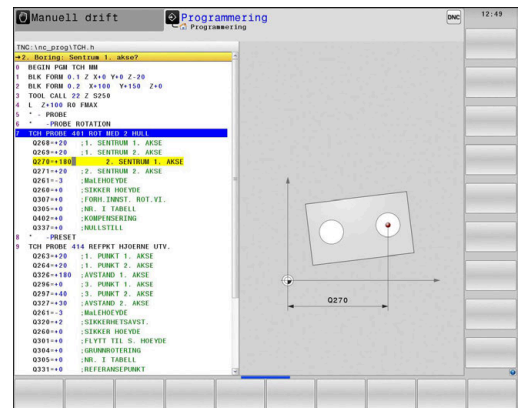 Manuell drift
Programmering
Programmering
DNC
12:49
TNC:\nc_prog\TCH.h
→2. Boring: Sentrum 1. akse?
0 BEGIN PGM TCH MM
1 BLK FORM 0.1 Z X+0 Y+0 Z-20
2 BLK FORM 0.2 X+100 Y+150 Z+0
3 TOOL CALL 22 Z S250
4 L Z+100 R0 FMAX
5 * - PROBE
6 * -PROBE ROTATION
7 TCH PROBE 401 ROT MED 2 HULL
Q268=+20 ;1. SENTRUM 1. AKSE
Q269=+20 ;1. SENTRUM 2. AKSE
Q270=+180 2. SENTRUM 1. AKSE
Q271=+20 ;2. SENTRUM 2. AKSE
Q261=-3 ;MaLEHOEYDE
Q260=+0 ;SIKKER HOEYDE
Q307=+0 ;FORH.INNST. ROT.VI.
Q305=+0 ;NR. I TABELL
Q402=+0 ;KOMPENSERING
Q337=+0 ;NULLSTILL
8 * -PRESET
9 TCH PROBE 414 REFPKT HJOERNE UTV.
Q263=+20 ;1. PUNKT 1. AKSE
Q264=+20 ;1. PUNKT 2. AKSE
Q326=+180 ;AVSTAND 1. AKSE
Q296=+0 ;3. PUNKT 1. AKSE
Q297=+40 ;3. PUNKT 2. AKSE
Q327=+30 ;AVSTAND 2. AKSE
Q261=-3 ;MaLEHOEYDE
Q320=+2 ;SIKKERHETSAVST.
Q260=+0 ;SIKKER HOEYDE
Q301=+0 ;FLYTT TIL S. HOEYDE
Q304=+0 ;GRUNNROTERING
Q305=+0 ;NR. I TABELL
Q331=+0 ;REFERANSEPUNKT
Q270